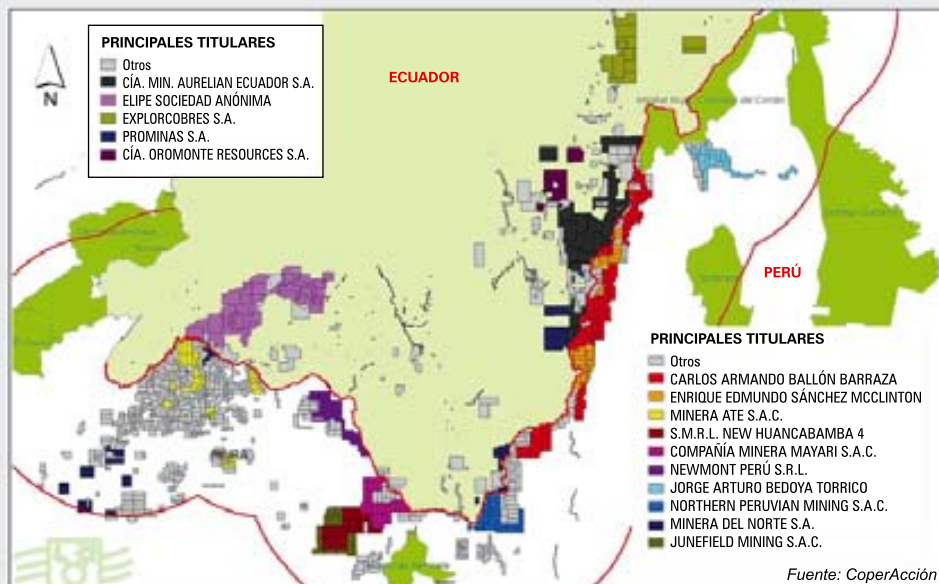 PRINCIPALES TITULARES
Otros
CÍA. MIN. AURELIAN ECUADOR S.A.
ELIPE SOCIEDAD ANÓNIMA
EXPLORCOBRES S.A.
PROMINAS S.A.
CÍA. OROMONTE RESOURCES S.A.
N
ECUADOR
PERÚ
PRINCIPALES TITULARES
Otros
CARLOS ARMANDO BALLÓN BARRAZA
ENRIQUE EDMUNDO SÁNCHEZ MCCLINTON
MINERA ATE S.A.C.
S.M.R.L. NEW HUANCABAMBA 4
COMPAÑÍA MINERA MAYARI S.A.C.
NEWMONT PERÚ S.R.L.
JORGE ARTURO BEDOYA TORRICO
NORTHERN PERUVIAN MINING S.A.C.
MINERA DEL NORTE S.A.
JUNEFIELD MINING S.A.C.
Fuente: CoperAcción